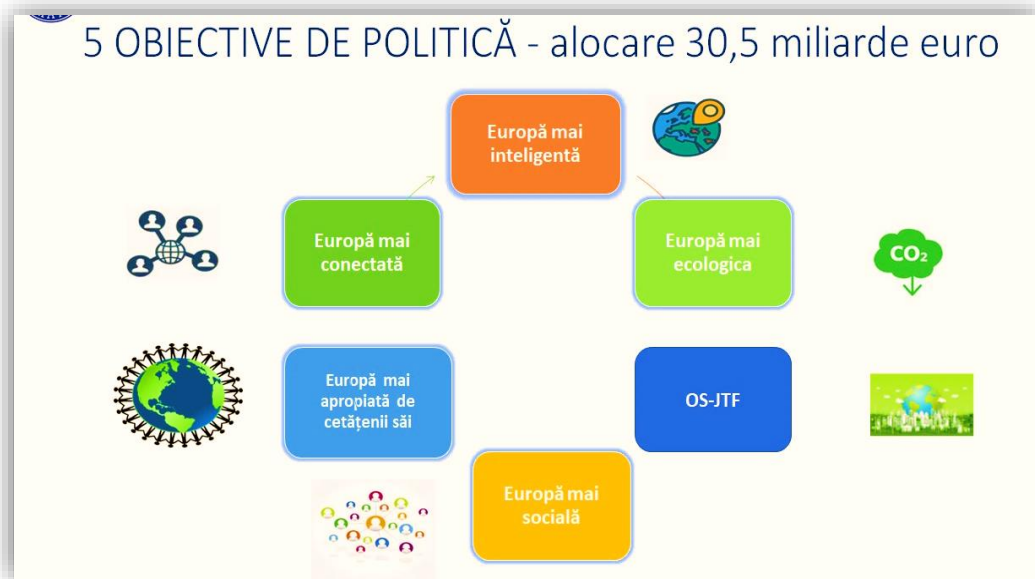 5 OBIECTIVE DE POLITICĂ - alocare 30,5 miliarde euro
Europă mai
inteligentă
Europă mai
conectată
Europă mai
ecologica
CO₂
Europă mai
apropiată de
cetățenii săi
OS-JTF
Europă mai
socială